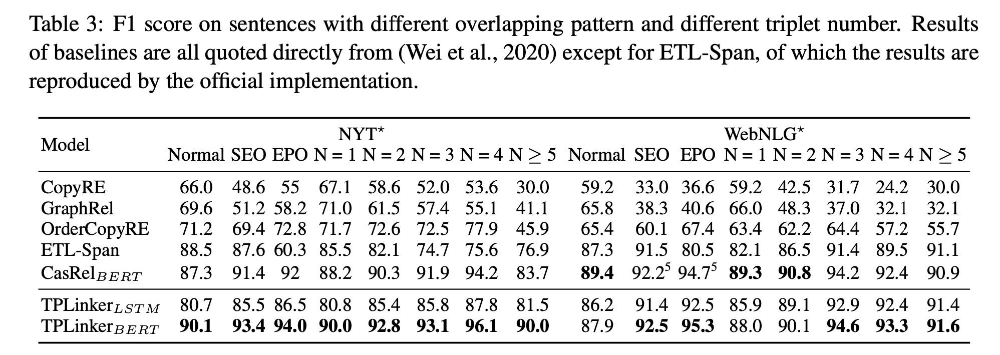 Table 3: F1 score on sentences with different overlapping pattern and different triplet number. Results
of baselines are all quoted directly from (Wei et al., 2020) except for ETL-Span, of which the results are
reproduced by the official implementation.
Model
NYT⋆ WebNLG⋆
Normal SEO EPO N = 1 N = 2 N = 3 N = 4 N ≥ 5 Normal SEO EPO N = 1 N = 2 N = 3 N = 4 N ≥ 5
CopyRE 66.0 48.6 55 67.1 58.6 52.0 53.6 30.0 59.2 33.0 36.6 59.2 42.5 31.7 24.2 30.0
GraphRel 69.6 51.2 58.2 71.0 61.5 57.4 55.1 41.1 65.8 38.3 40.6 66.0 48.3 37.0 32.1 32.1
OrderCopyRE 71.2 69.4 72.8 71.7 72.6 72.5 77.9 45.9 65.4 60.1 67.4 63.4 62.2 64.4 57.2 55.7
ETL-Span 88.5 87.6 60.3 85.5 82.1 74.7 75.6 76.9 87.3 91.5 80.5 82.1 86.5 91.4 89.5 91.1
CasRel BERT 87.3 91.4 92 88.2 90.3 91.9 94.2 83.7 89.4 92.2⁵ 94.7⁵ 89.3 90.8 94.2 92.4 90.9
TPLinker LSTM 80.7 85.5 86.5 80.8 85.4 85.8 87.8 81.5 86.2 91.4 92.5 85.9 89.1 92.9 92.4 91.4
TPLinker BERT 90.1 93.4 94.0 90.0 92.8 93.1 96.1 90.0 87.9 92.5 95.3 88.0 90.1 94.6 93.3 91.6